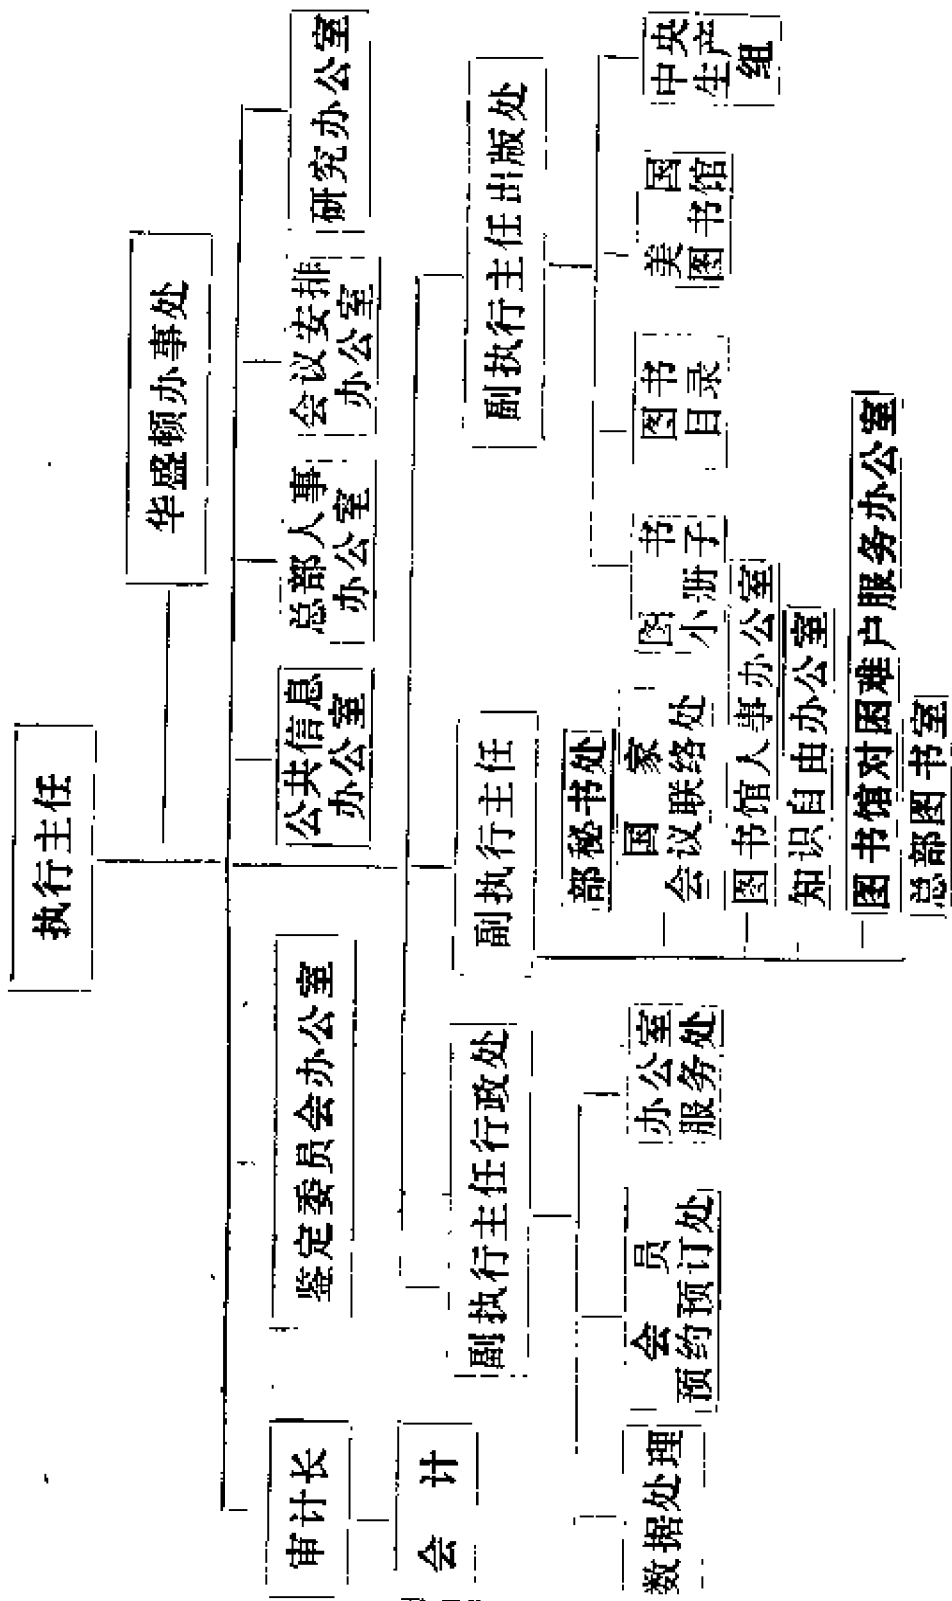 执行主任
华盛顿办事处
审计长
鉴定委员会办公室
公共信息
办公室
总部人事
办公室
会议安排
办公室
研究办公室
会 计
副执行主任行政处
副执行主任
副执行主任出版处
数据处理
会 员
预约预订处
办公室
服务处
部秘书处
国 家
会议联络处
图书馆人事办公室
知识自由办公室
图书馆对困难户服务办公室
总部图书室
图 书
小册子
图书
目录
美 国
图书馆
中央
生产
组